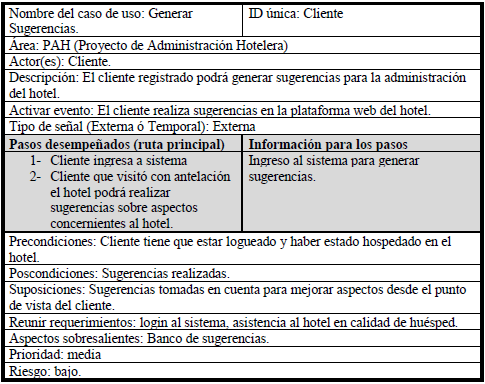 Nombre del caso de uso: Generar
Sugerencias.
ID única: Cliente
Área: PAH (Proyecto de Administración Hotelera)
Actor(es): Cliente.
Descripción: El cliente registrado podrá generar sugerencias para la administración
del hotel.
Activar evento: El cliente realiza sugerencias en la plataforma web del hotel.
Tipo de señal (Externa ó Temporal): Externa
Pasos desempeñados (ruta principal)
1- Cliente ingresa a sistema
2- Cliente que visitó con antelación
el hotel podrá realizar
sugerencias sobre aspectos
concernientes al hotel.
Información para los pasos
Ingreso al sistema para generar
sugerencias.
Precondiciones: Cliente tiene que estar logueado y haber estado hospedado en el
hotel.
Poscondiciones: Sugerencias realizadas.
Suposiciones: Sugerencias tomadas en cuenta para mejorar aspectos desde el punto
de vista del cliente.
Reunir requerimientos: login al sistema, asistencia al hotel en calidad de huésped.
Aspectos sobresalientes: Banco de sugerencias.
Prioridad: media
Riesgo: bajo.